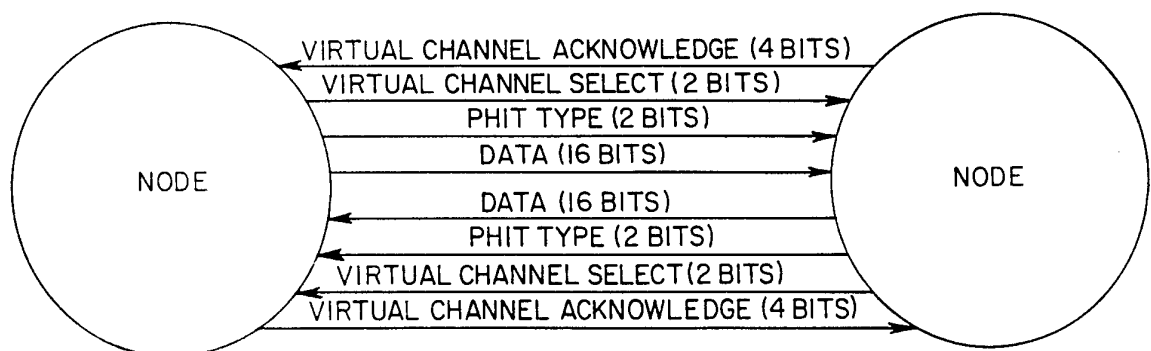 VIRTUAL CHANNEL ACKNOWLEDGE (4 BITS)
VIRTUAL CHANNEL SELECT (2 BITS)
PHIT TYPE (2 BITS)
DATA (16 BITS)
NODE
NODE
DATA (16 BITS)
PHIT TYPE (2 BITS)
VIRTUAL CHANNEL SELECT (2 BITS)
VIRTUAL CHANNEL ACKNOWLEDGE (4 BITS)